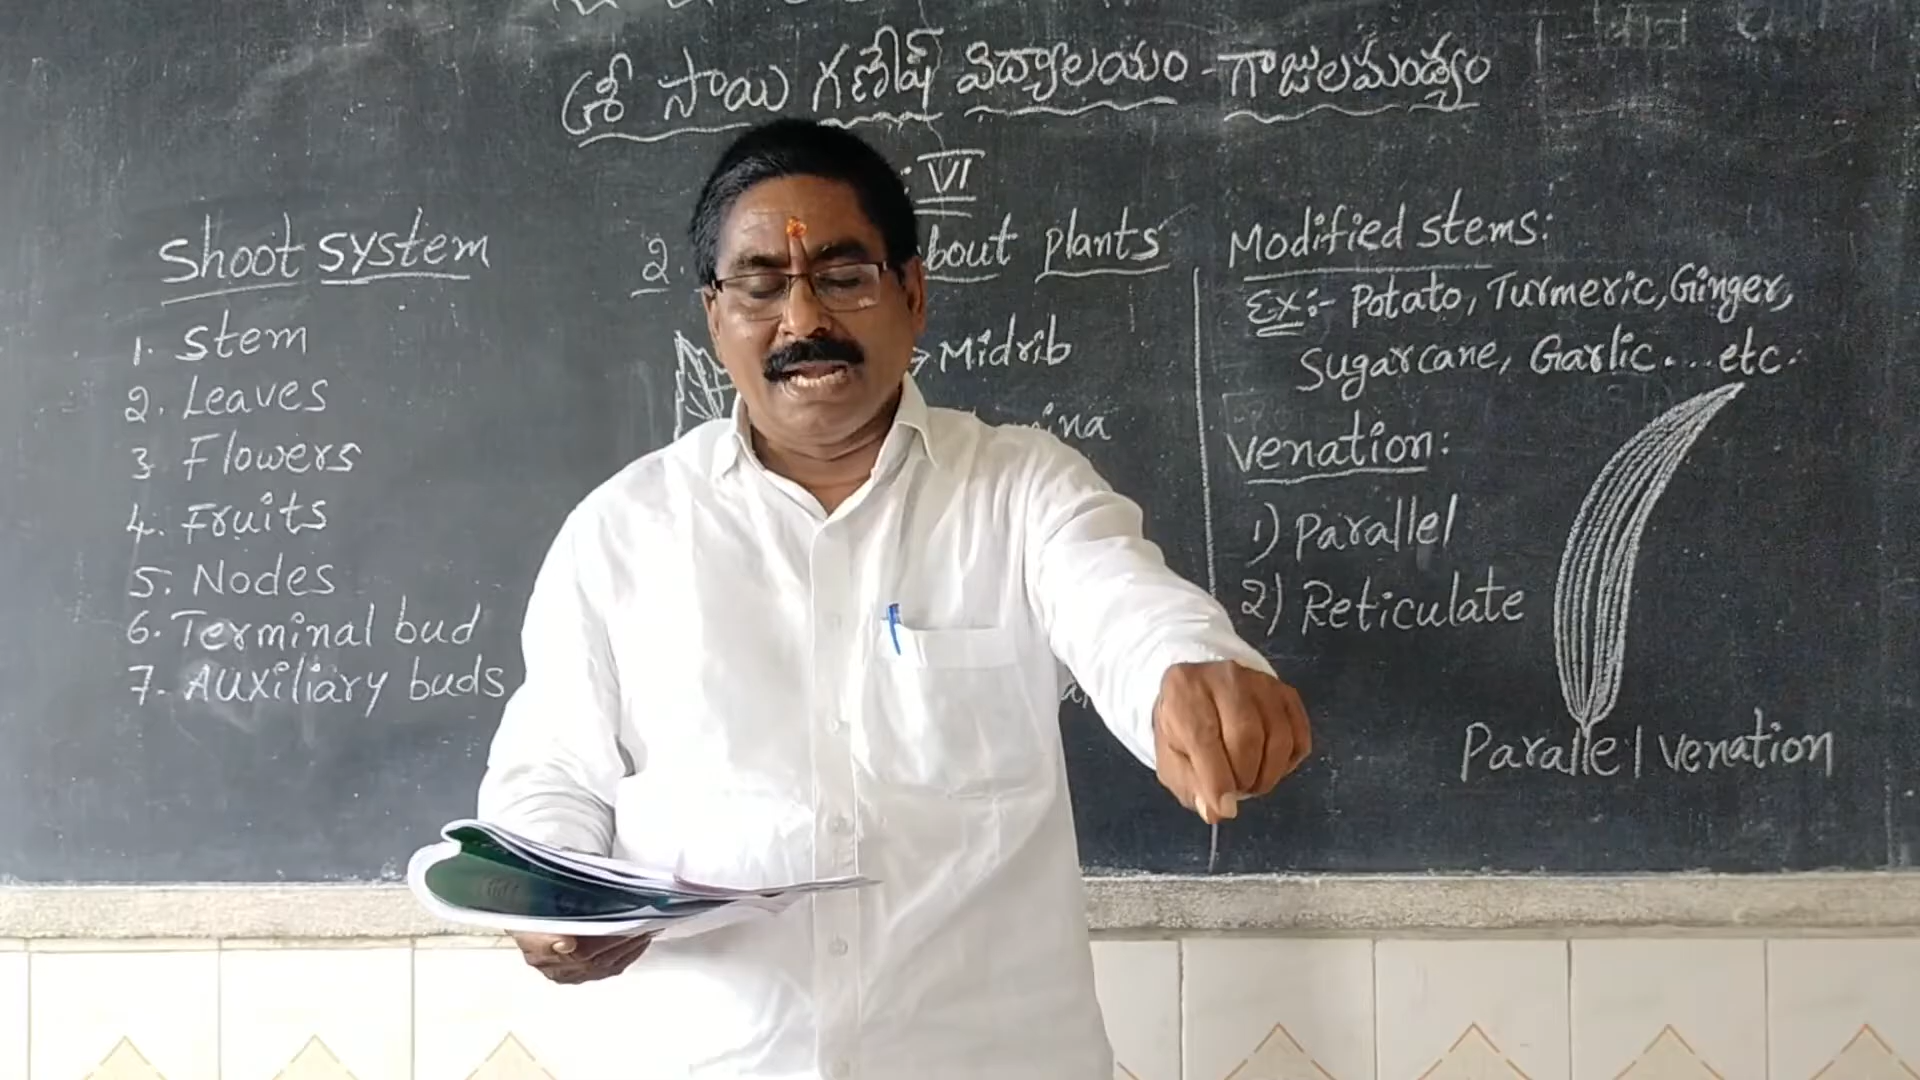 శ్రీ సాయి గణేష్ విద్యాలయం - గాజులమండ్యం
: VI
Shoot system
1. Stem
2. Leaves
3 Flowers
4. Fruits
5. Nodes
6. Terminal bud
7. Auxiliary buds
2. bout plants
→ Midrib
mina
Modified stems:
Ex:- Potato, Turmeric, Ginger,
Sugarcane, Garlic....etc.
Venation:
1) Parallel
2) Reticulate
Parallel venation